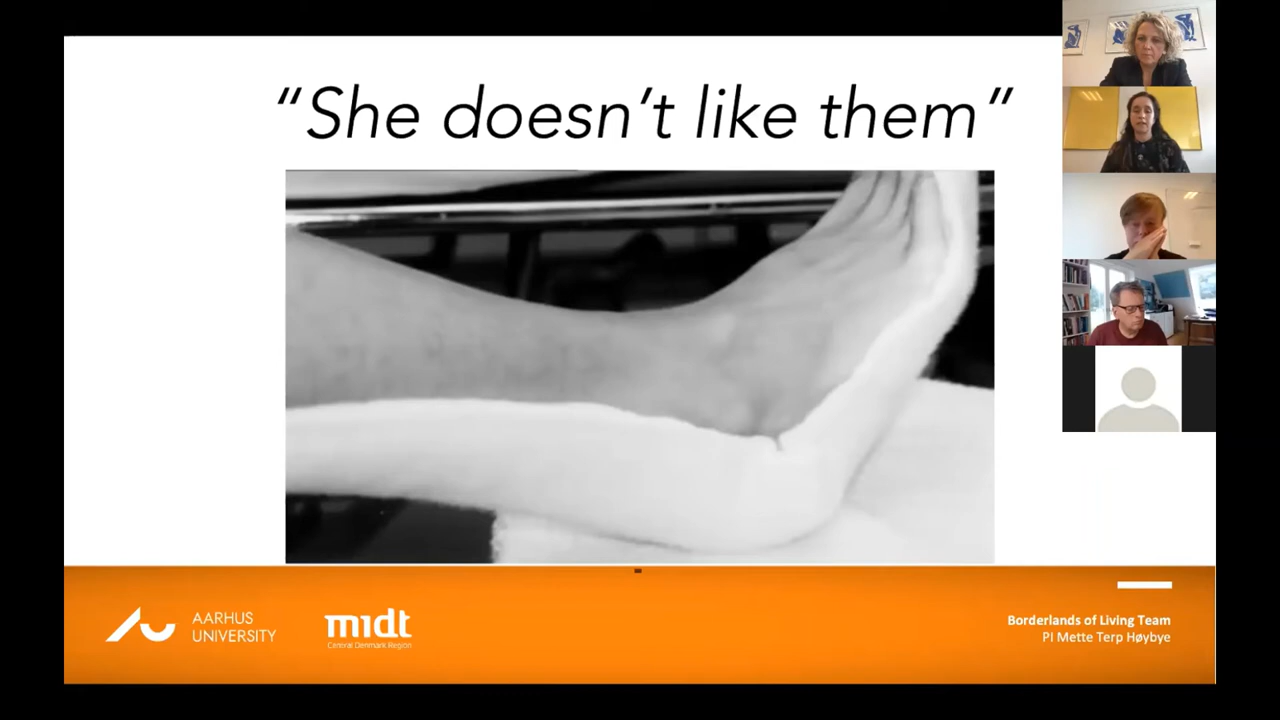 “She doesn’t like them”
AARHUS
UNIVERSITY
midt
Central Denmark Region
Borderlands of Living Team
PI Mette Terp Høybye